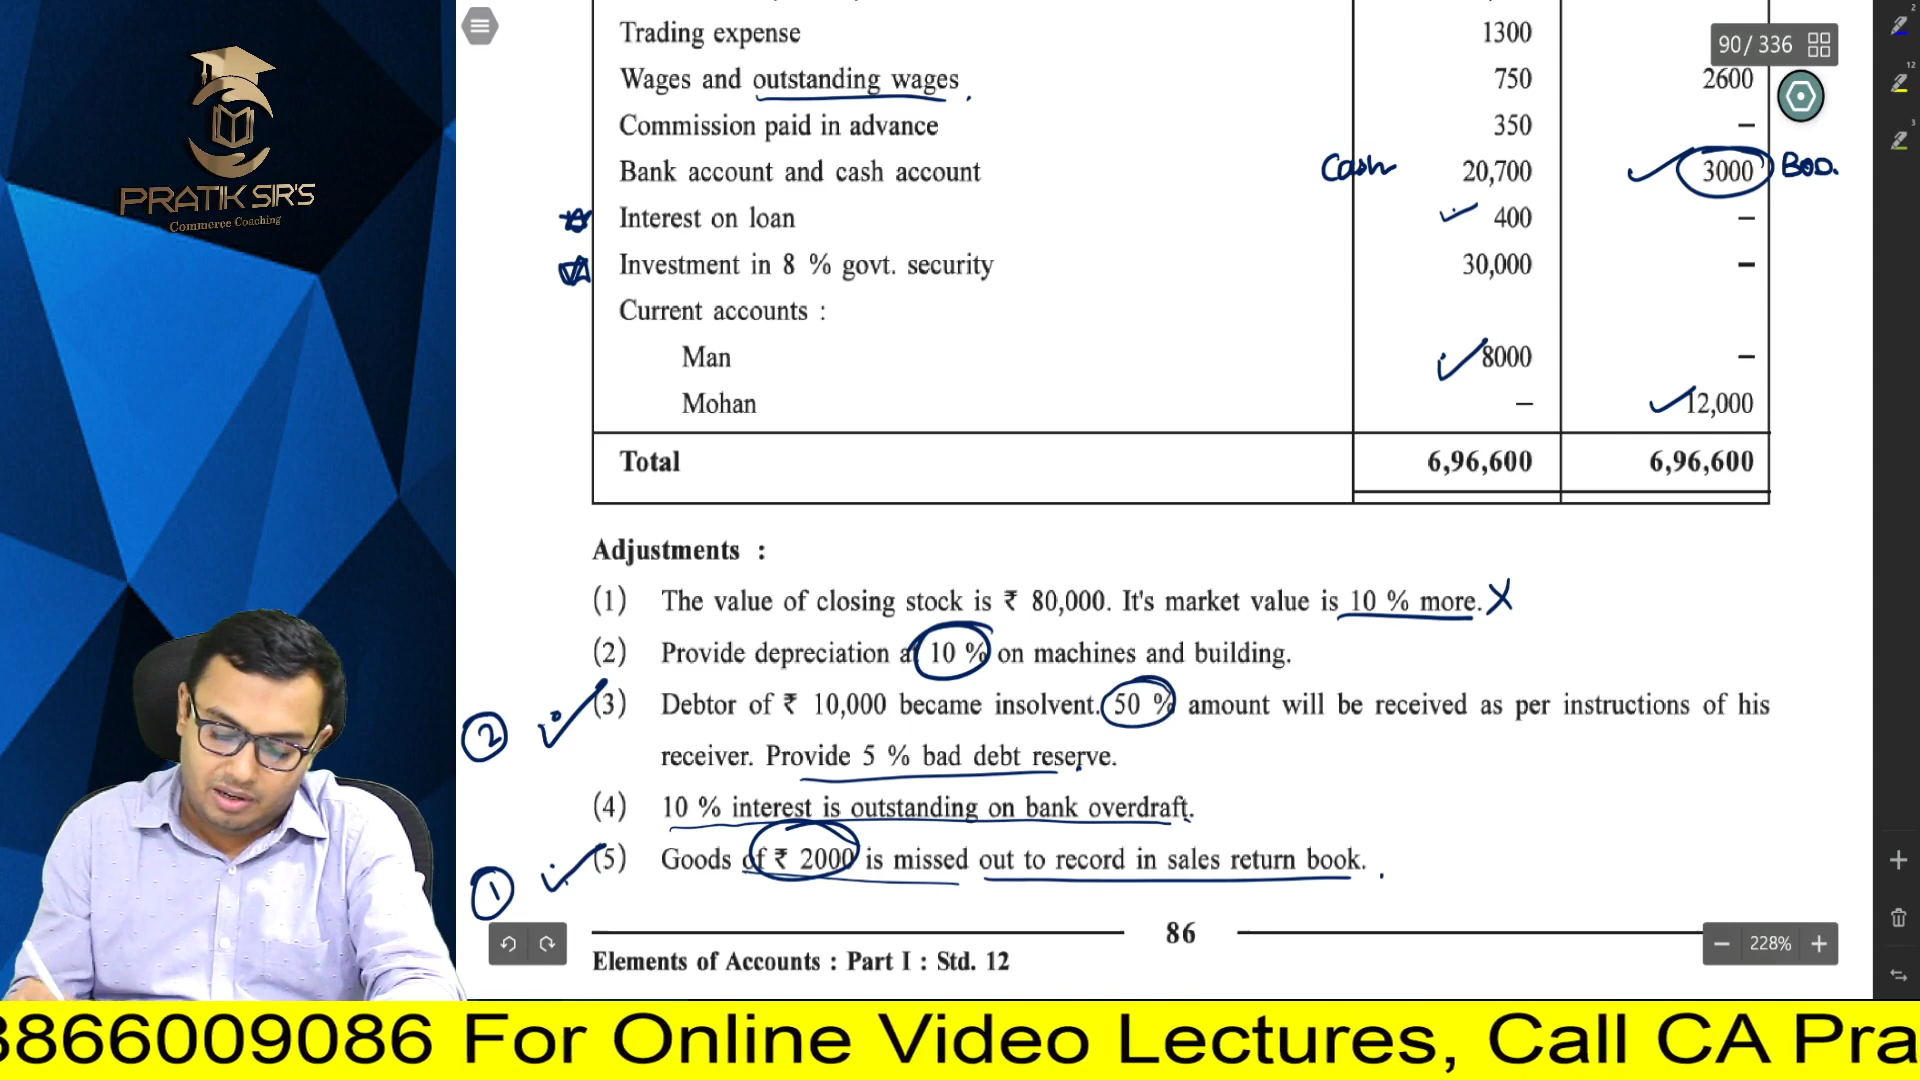 PRATIK SIR'S
Commerce Coaching
Trading expense 1300
90 / 336
Wages and outstanding wages 750 2600
Commission paid in advance 350 –
Bank account and cash account Cash 20,700 3000 BOD.
Interest on loan 400 –
Investment in 8 % govt. security 30,000 –
Current accounts :
Man 8000 –
Mohan – 12,000
Total 6,96,600 6,96,600
Adjustments :
(1) The value of closing stock is ₹ 80,000. It's market value is 10 % more. X
(2) Provide depreciation at 10 % on machines and building.
② (3) Debtor of ₹ 10,000 became insolvent. 50 % amount will be received as per instructions of his
receiver. Provide 5 % bad debt reserve.
(4) 10 % interest is outstanding on bank overdraft.
① (5) Goods of ₹ 2000 is missed out to record in sales return book.
86
228%
Elements of Accounts : Part I : Std. 12
3866009086 For Online Video Lectures, Call CA Pra
2
12
3